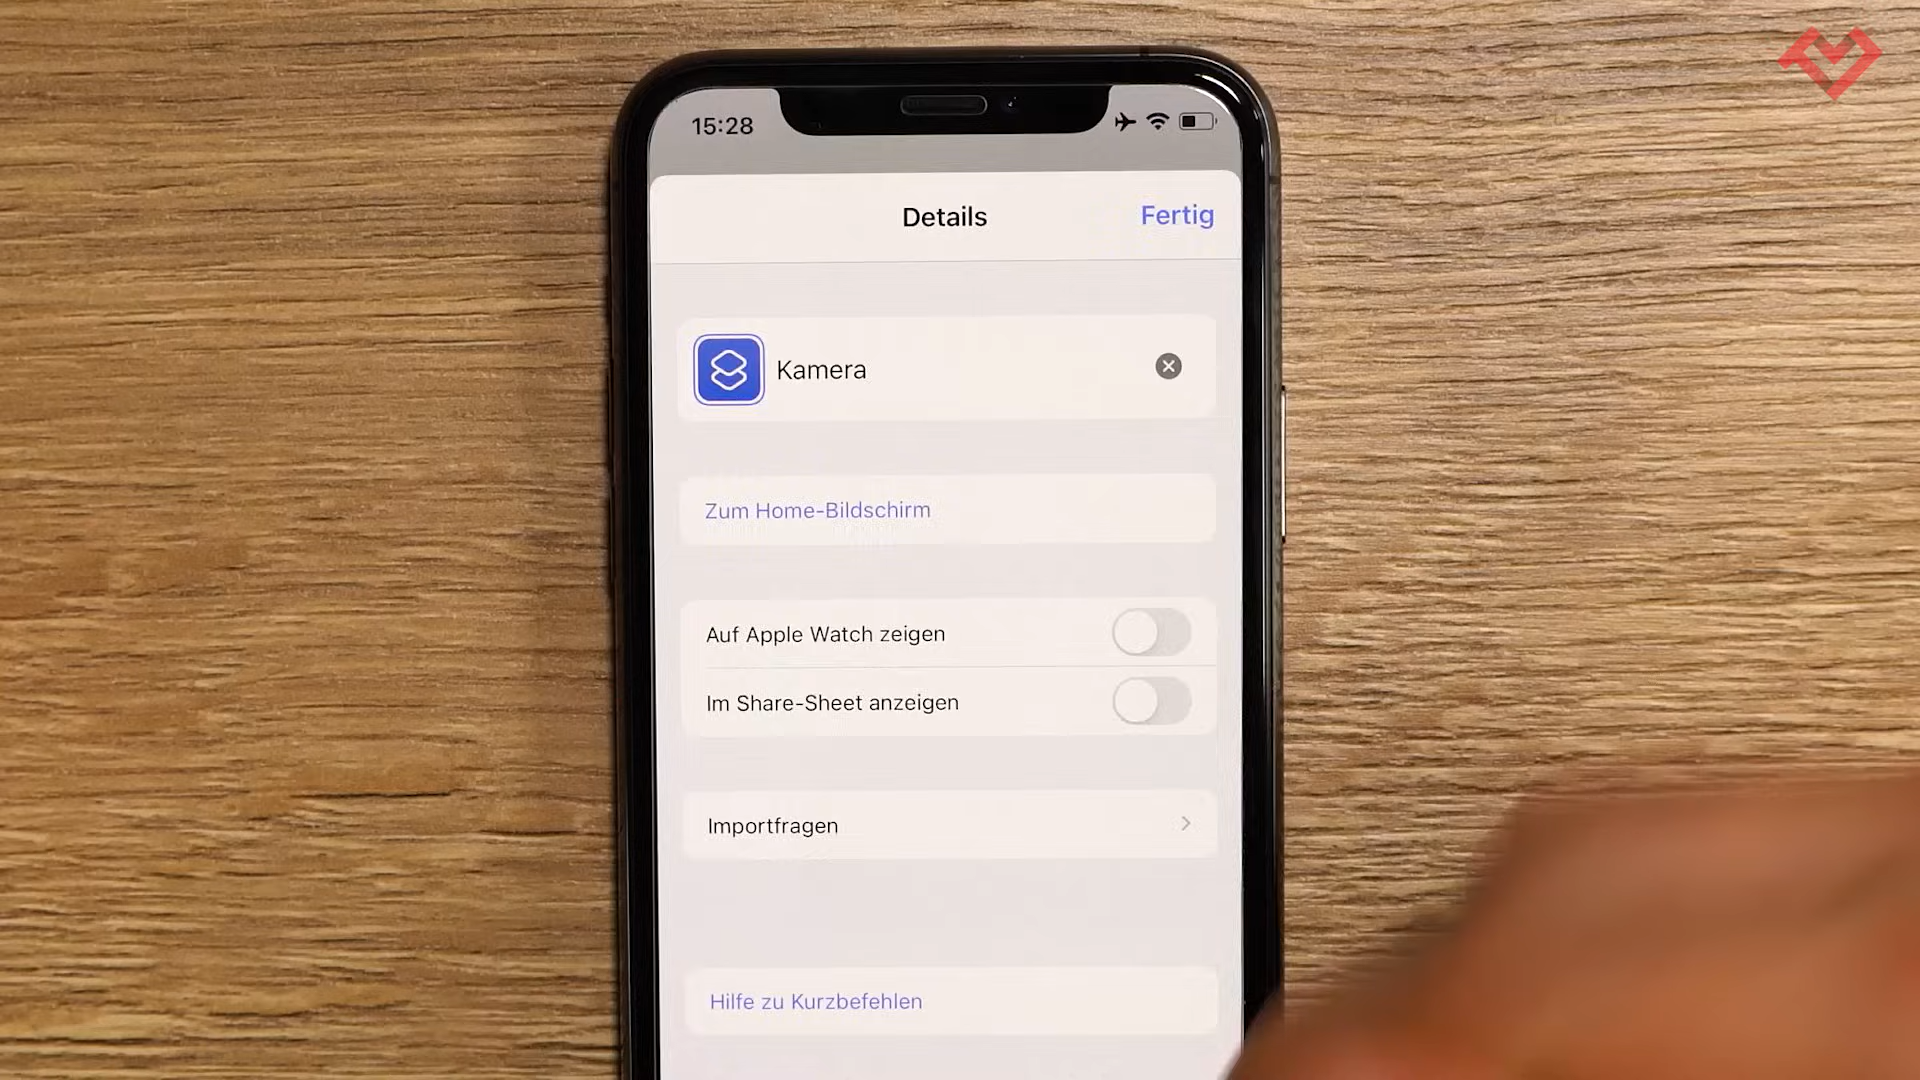 15:28
Details
Fertig
Kamera
Zum Home-Bildschirm
Auf Apple Watch zeigen
Im Share-Sheet anzeigen
Importfragen
Hilfe zu Kurzbefehlen